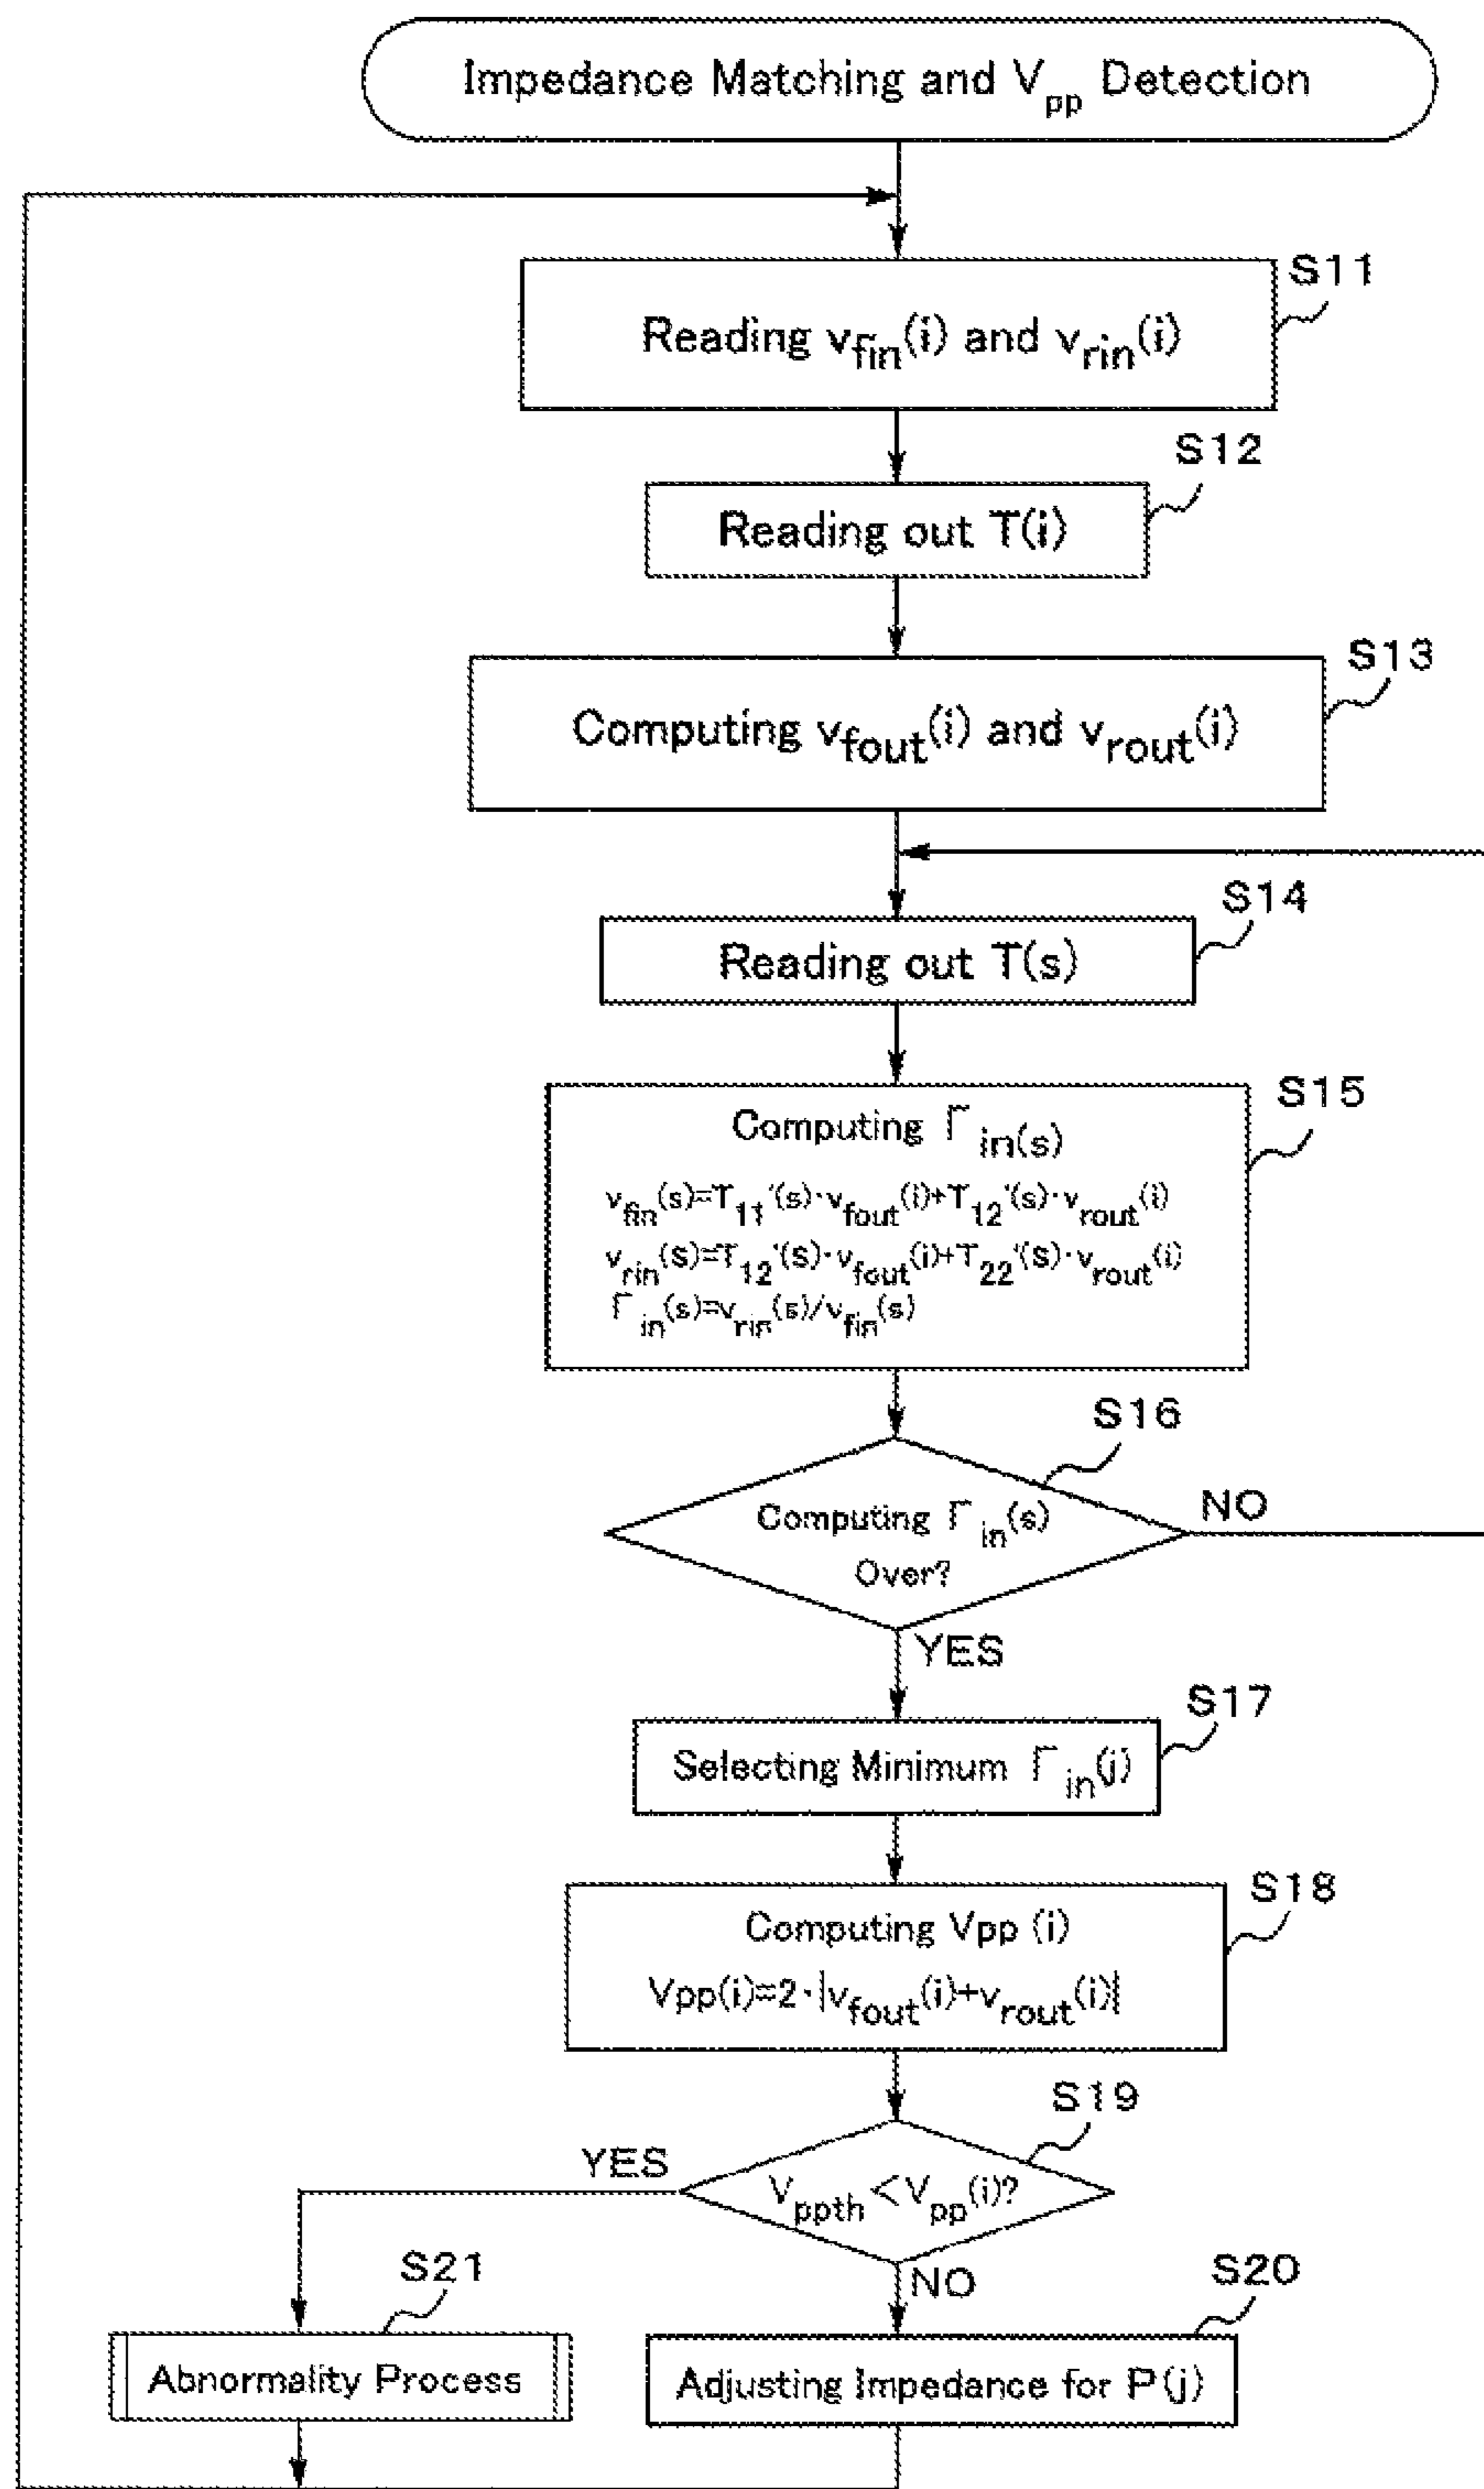 Impedance Matching and Vpp Detection
S11
Reading vfin(i) and vrin(i)
S12
Reading out T(i)
S13
Computing vfout(i) and vrout(i)
S14
Reading out T(s)
S15
Computing Γin(s)
vfin(s)=T11'(s)·vfout(i)+T12'(s)·vrout(i)
vrin(s)=T12'(s)·vfout(i)+T22'(s)·vrout(i)
Γin(s)=vrin(s)/vfin(s)
S16
Computing Γin(s)
Over?
NO
YES
S17
Selecting Minimum Γin(j)
S18
Computing Vpp (i)
Vpp(i)=2·|vfout(i)+vrout(i)|
S19
YES
Vppth<Vpp(i)?
NO
S21
S20
Abnormality Process
Adjusting Impedance for P(j)